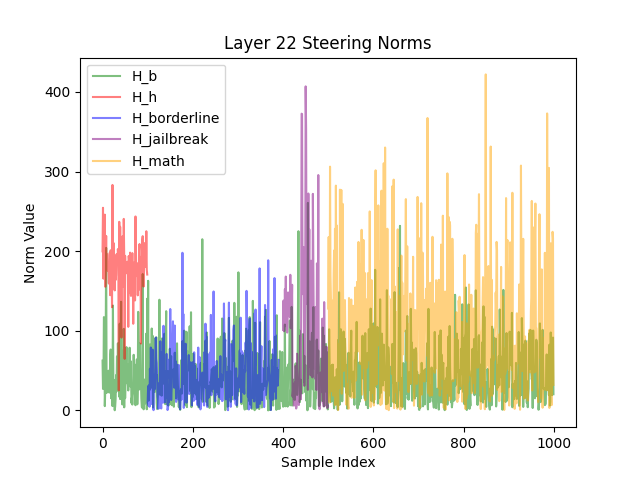 Layer 22 Steering Norms
H_b
H_h
H_borderline
H_jailbreak
H_math
400
300
200
100
0
Norm Value
0
200
400
600
800
1000
Sample Index